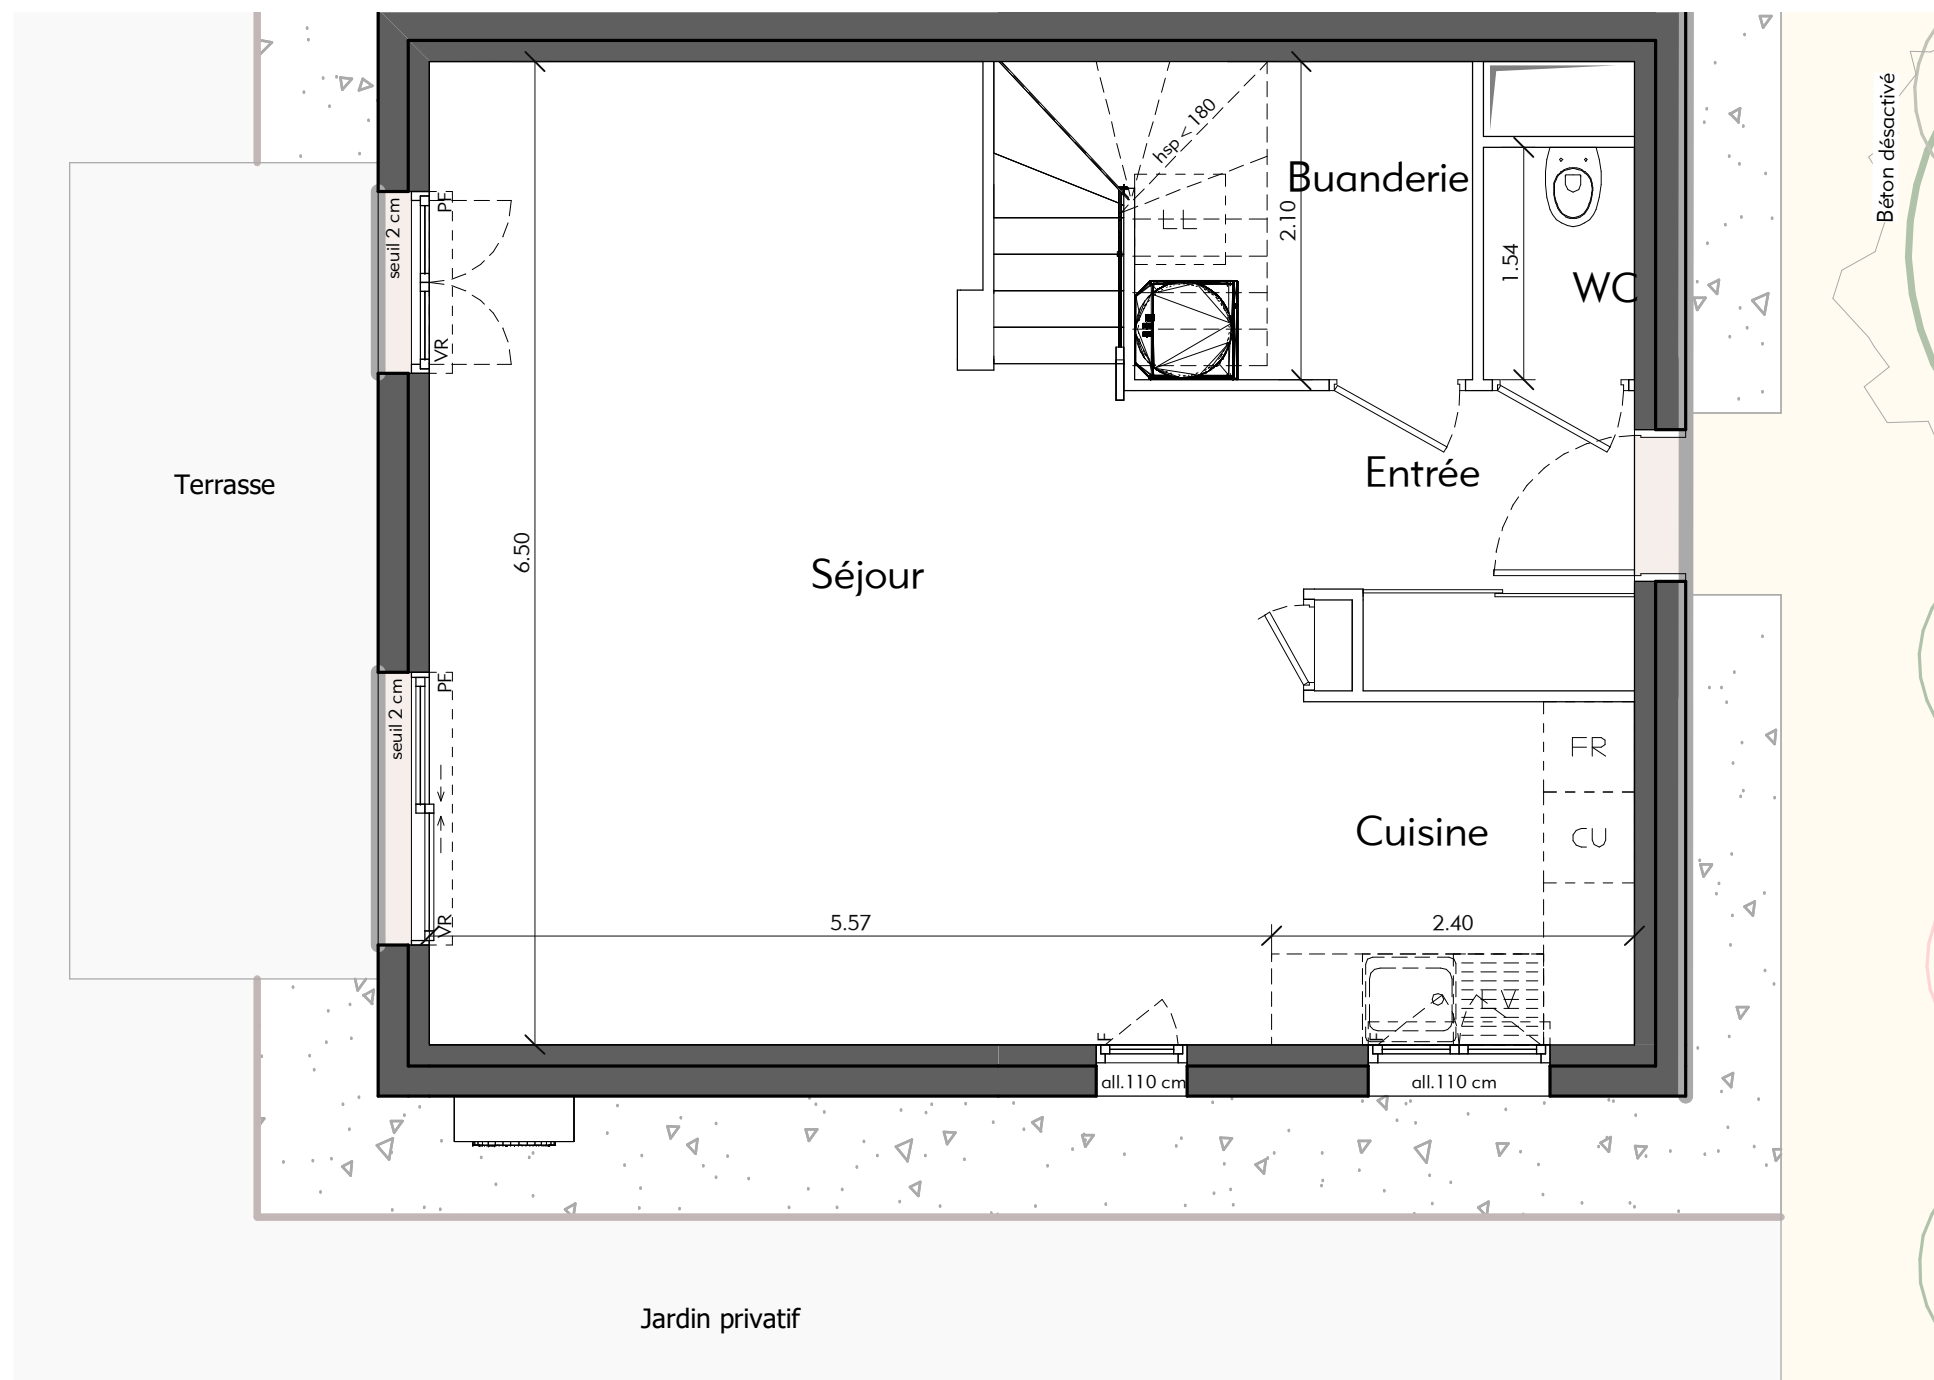 Béton désactivé
hsp < 180
Buanderie
PF
seuil 2 cm
LL
2.10
1.54
WC
VR
Entrée
Terrasse
6.50
Séjour
PF
seuil 2 cm
FR
Cuisine
CU
VR
5.57
2.40
LV
F
F
all.110 cm
all.110 cm
Jardin privatif